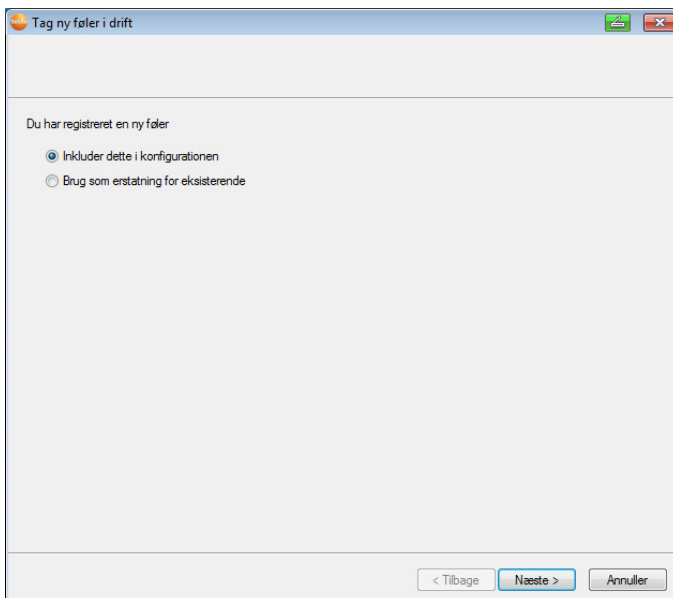 Tag ny føler i drift
Du har registreret en ny føler
Inkluder dette i konfigurationen
Brug som erstatning for eksisterende
< Tilbage
Næste >
Annuller